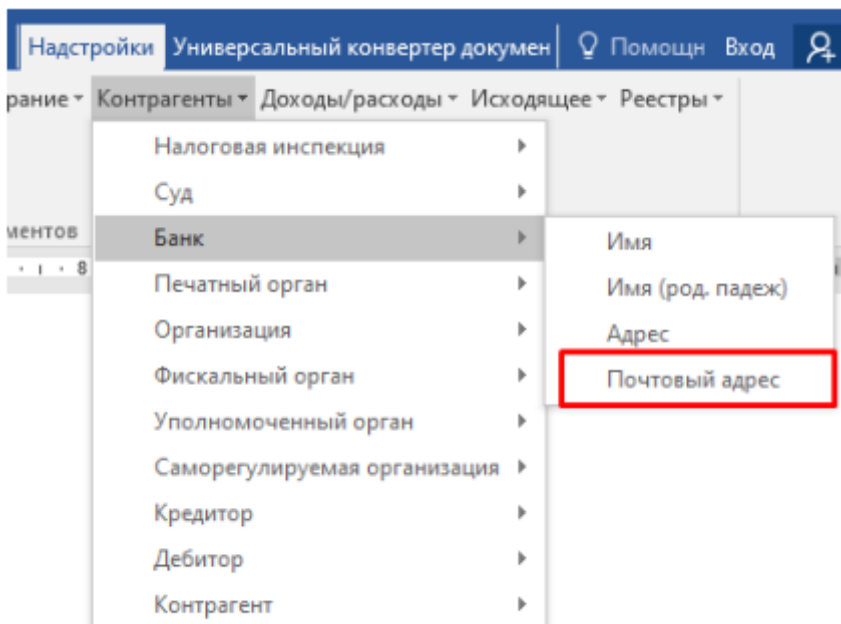 Надстройки Универсальный конвертер докумен Помощн Вход
рание Контрагенты Доходы/расходы Исходящее Реестры
Налоговая инспекция
Суд
ментов
Банк
Имя
8
Печатный орган
Имя (род. падеж)
Организация
Адрес
Фискальный орган
Почтовый адрес
Уполномоченный орган
Саморегулируемая организация
Кредитор
Дебитор
Контрагент